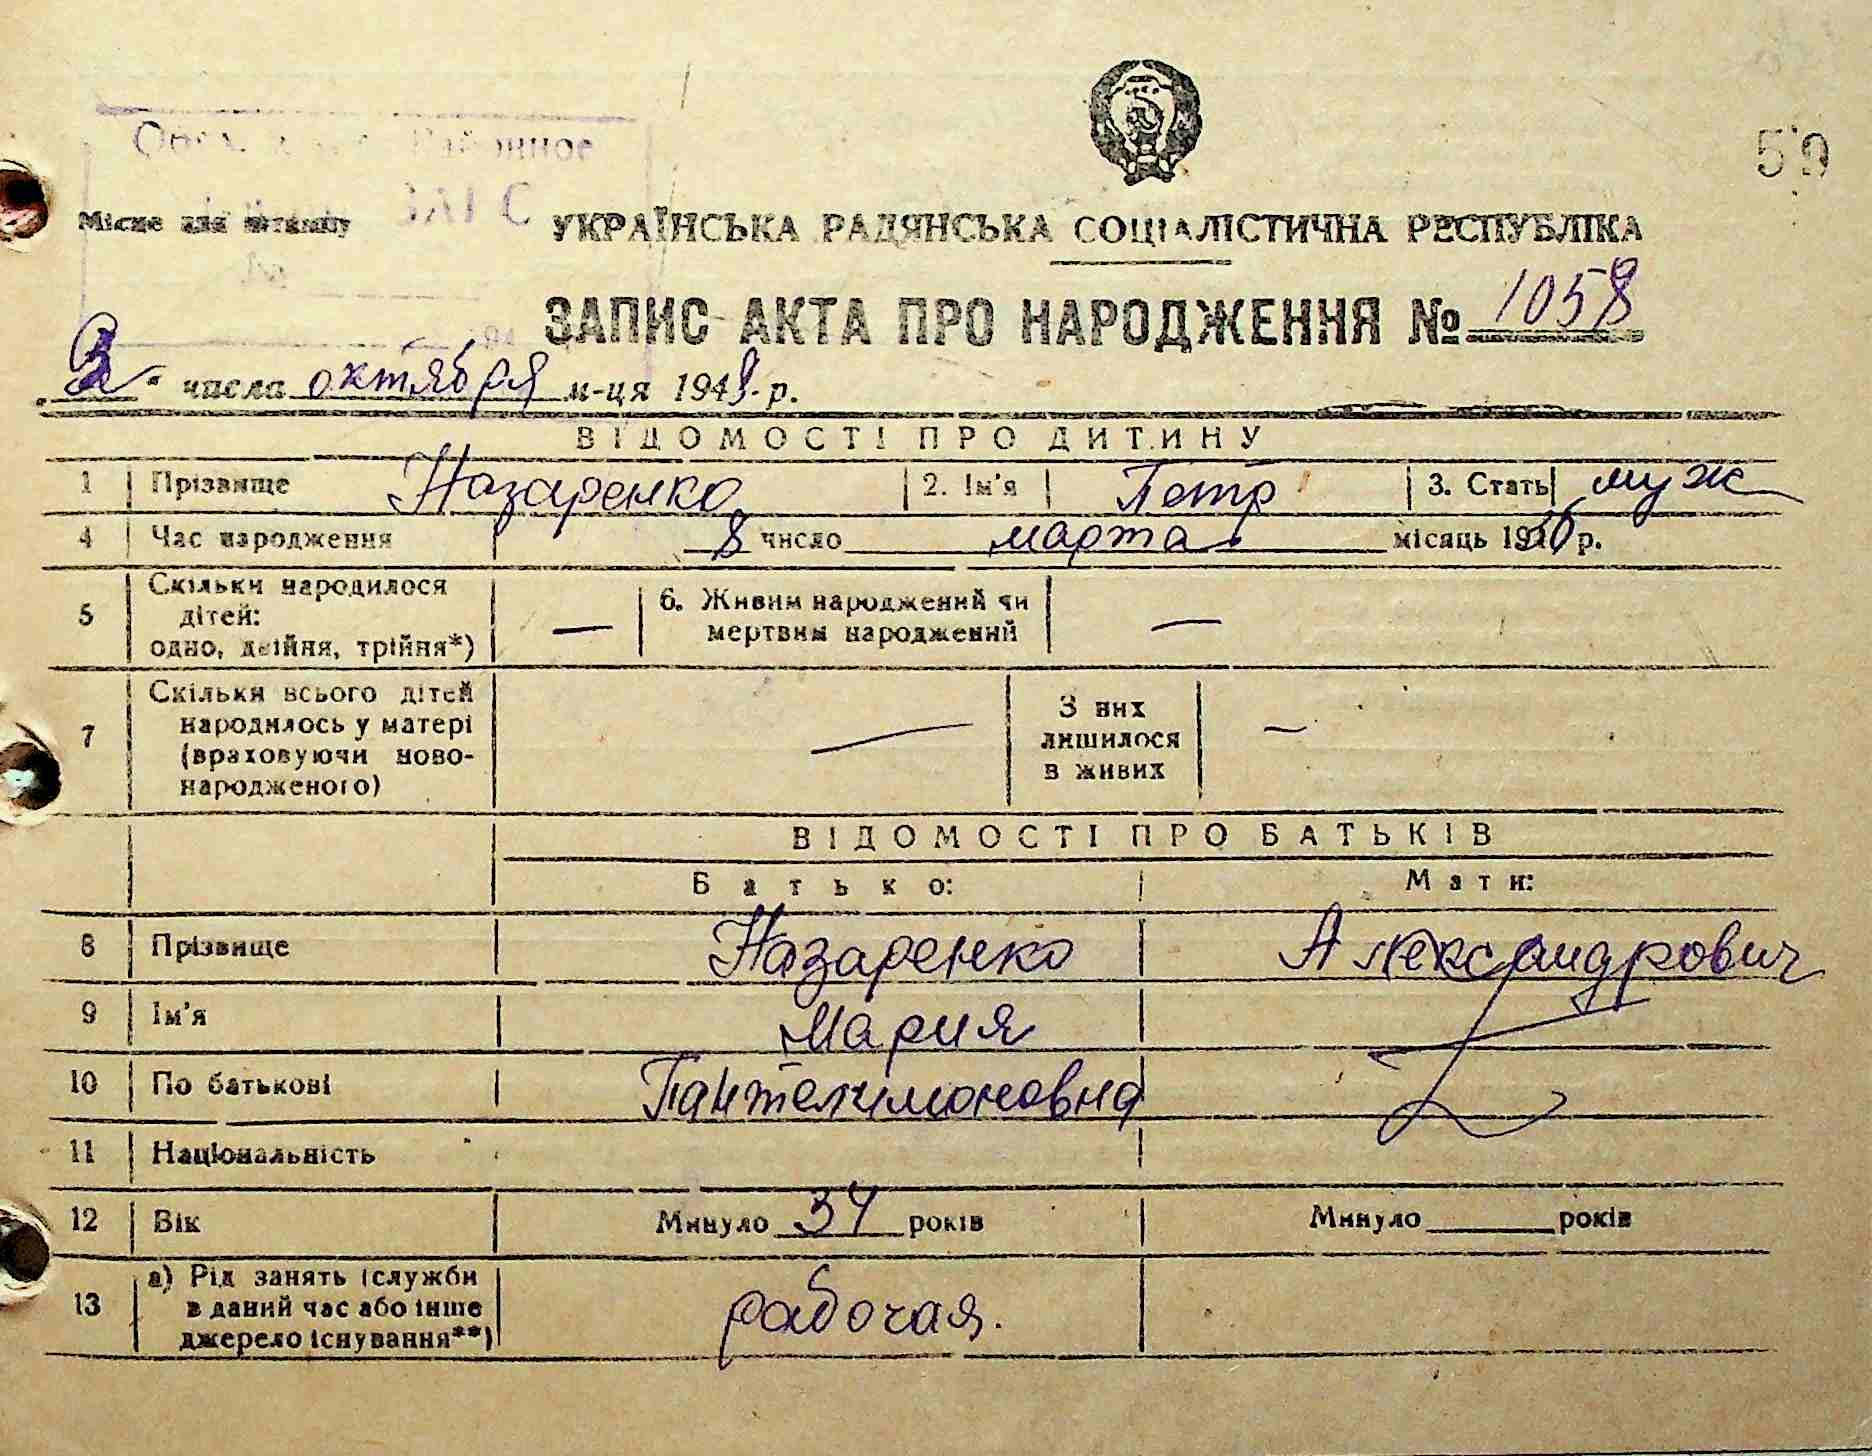 59
Районное
ЗАГС
Місце для штампу
УКРАЇНСЬКА РАДЯНСЬКА СОЦІАЛІСТИЧНА РЕСПУБЛІКА
ЗАПИС АКТА ПРО НАРОДЖЕННЯ № 1058
числа октября м-ця 1948 р.
ВІДОМОСТІ ПРО ДИТИНУ
1 Прізвище Назаренко 2. Ім'я Петр 3. Стать муж
4 Час народження 8 число марта місяць р.
5 Скільки народилося
дітей:
одно, двійня, трійня*) — 6. Живим народжений чи
мертвим народжений —
7 Скільки всього дітей
народилось у матері
(враховуючи ново-
народженого) — З них
лишилося
в живих —
ВІДОМОСТІ ПРО БАТЬКІВ
Батько: Мати:
8 Прізвище Назаренко Александрович
9 Ім'я Мария
10 По батькові Пантелимоновна
11 Національність
12 Вік Минуло 34 років Минуло років
13 а) Рід занять (служби
в даний час або інше
джерело існування**) рабочая.